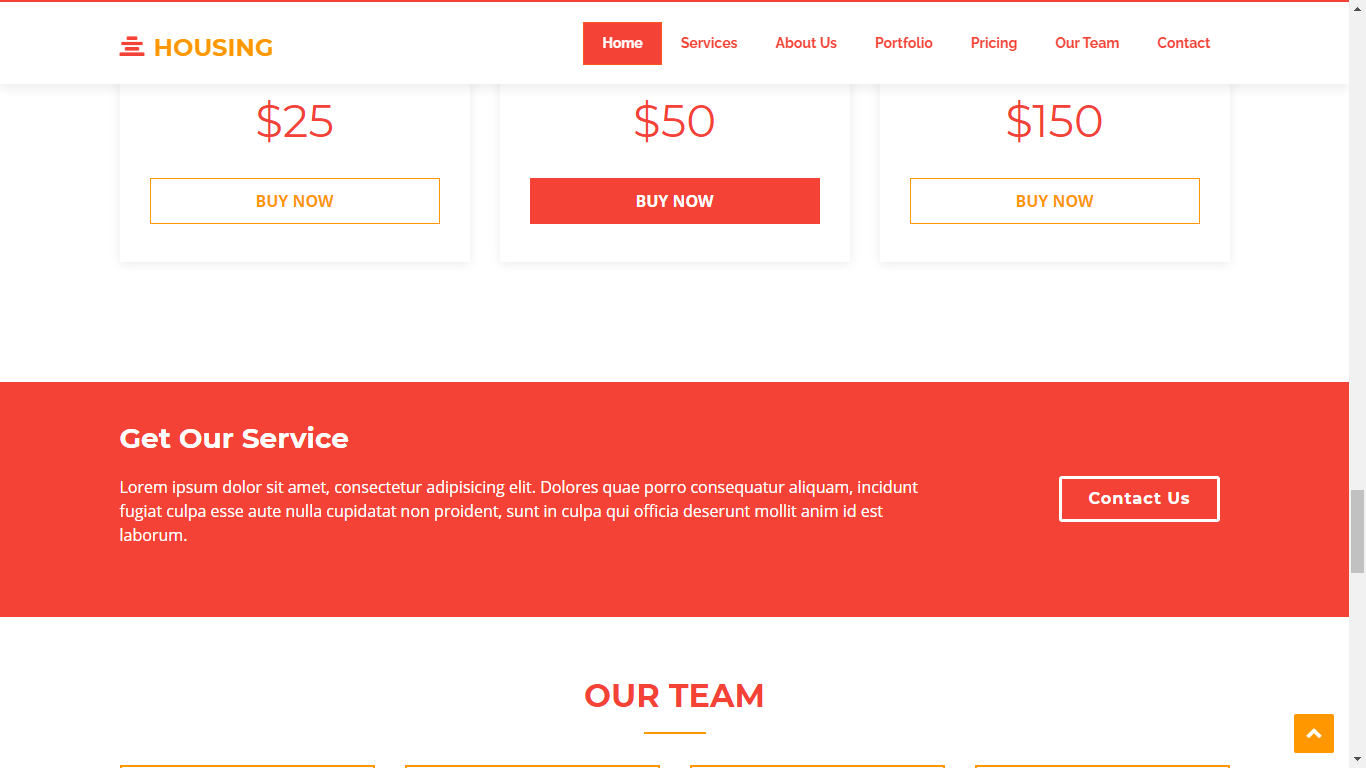 HOUSING
Home Services About Us Portfolio Pricing Our Team Contact
$25 $50 $150
BUY NOW BUY NOW BUY NOW
Get Our Service
Lorem ipsum dolor sit amet, consectetur adipisicing elit. Dolores quae porro consequatur aliquam, incidunt
fugiat culpa esse aute nulla cupidatat non proident, sunt in culpa qui officia deserunt mollit anim id est
laborum.
Contact Us
OUR TEAM